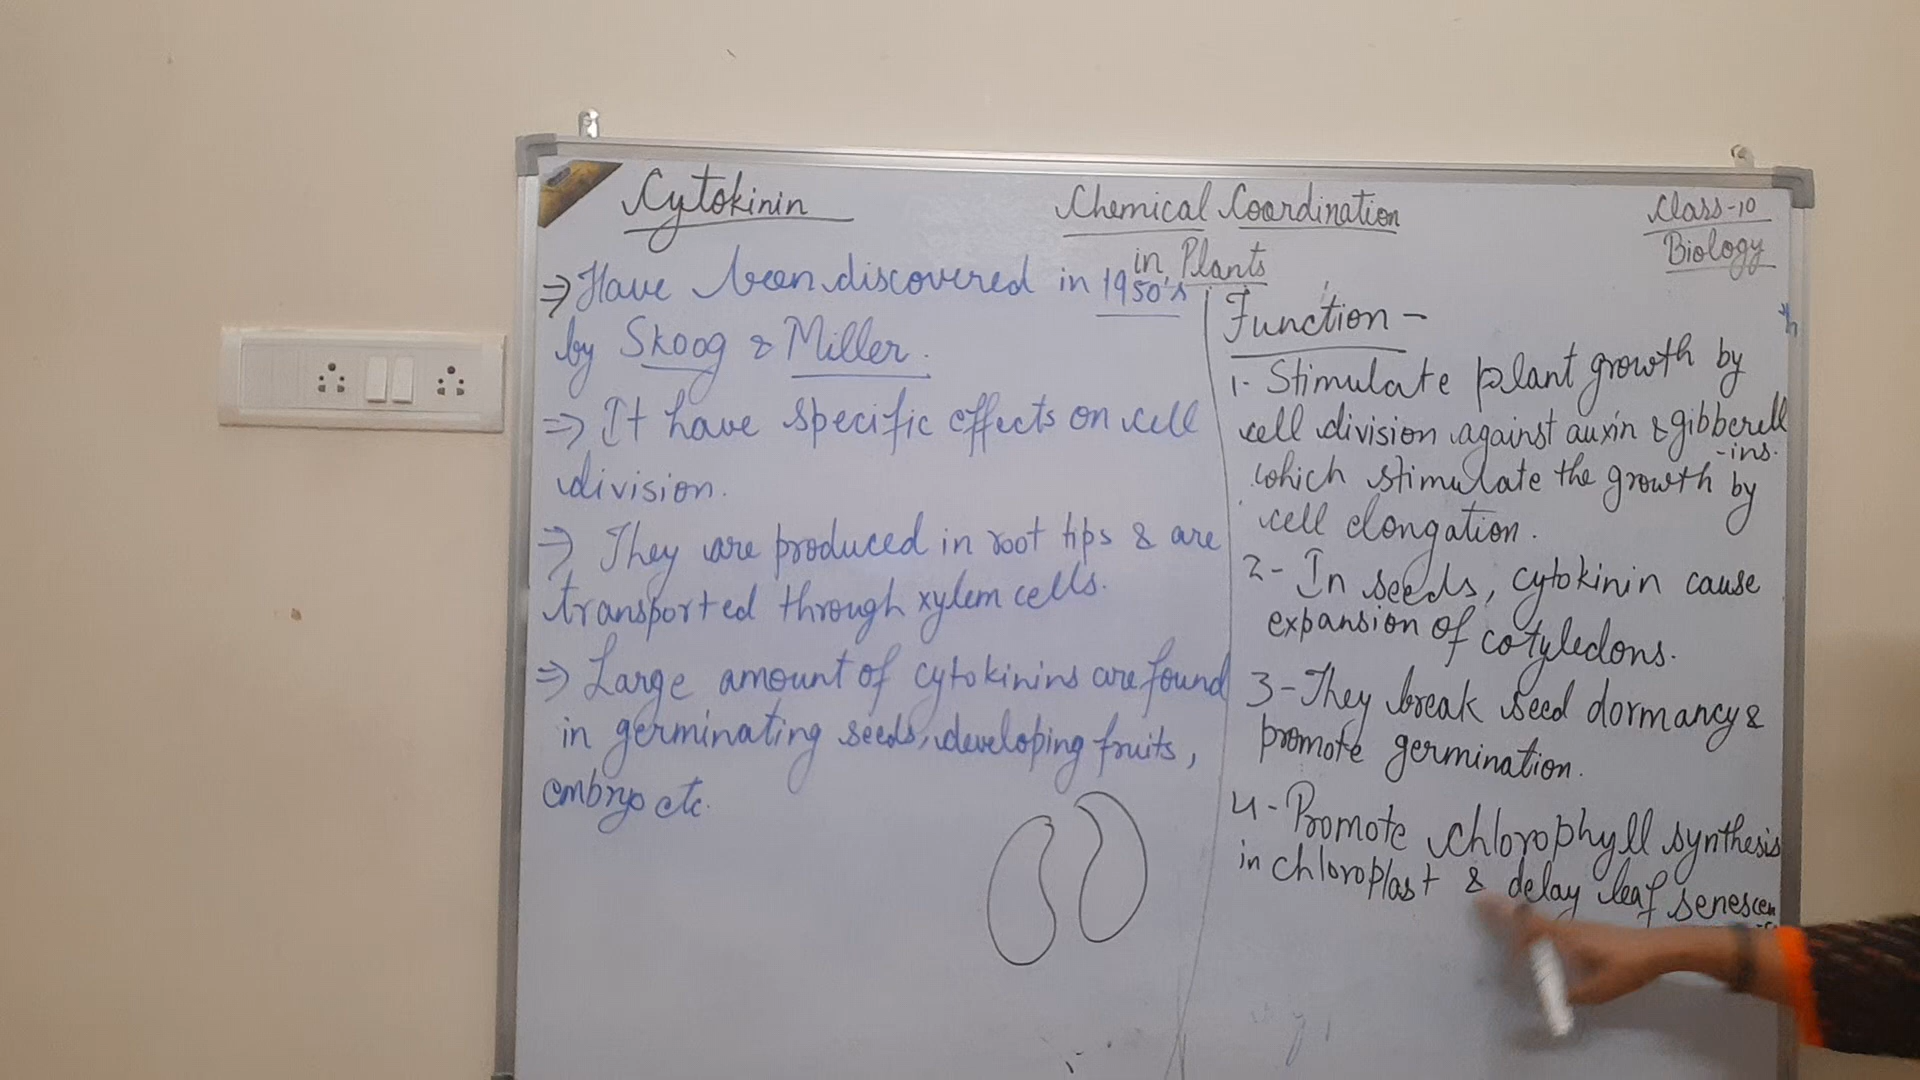 Cytokinin
Chemical Coordination
in Plants
Class-10
Biology
⇒ Have been discovered in 1950's
by Skoog & Miller.
⇒ It have specific effects on cell
division.
⇒ They are produced in root tips & are
transported through xylem cells.
⇒ Large amount of cytokinins are found
in germinating seeds, developing fruits,
embryo etc.
Function -
1- Stimulate plant growth by
cell division against auxin & gibberell
-ins.
which stimulate the growth by
cell elongation.
2- In seeds, cytokinin cause
expansion of cotyledons.
3- They break seed dormancy &
promote germination.
4- Promote chlorophyll synthesis
in chloroplast & delay leaf senescen